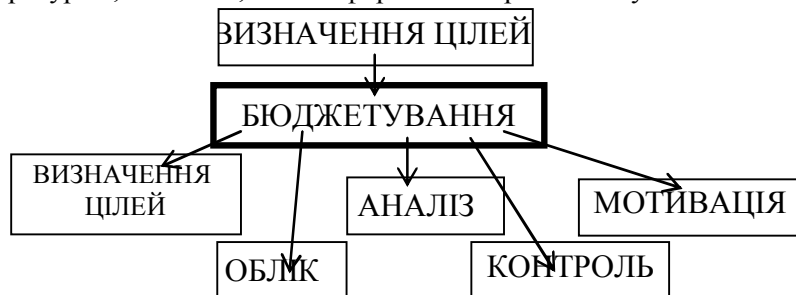 ВИЗНАЧЕННЯ ЦІЛЕЙ
БЮДЖЕТУВАННЯ
ВИЗНАЧЕННЯ
ЦІЛЕЙ
АНАЛІЗ
МОТИВАЦІЯ
ОБЛІК
КОНТРОЛЬ